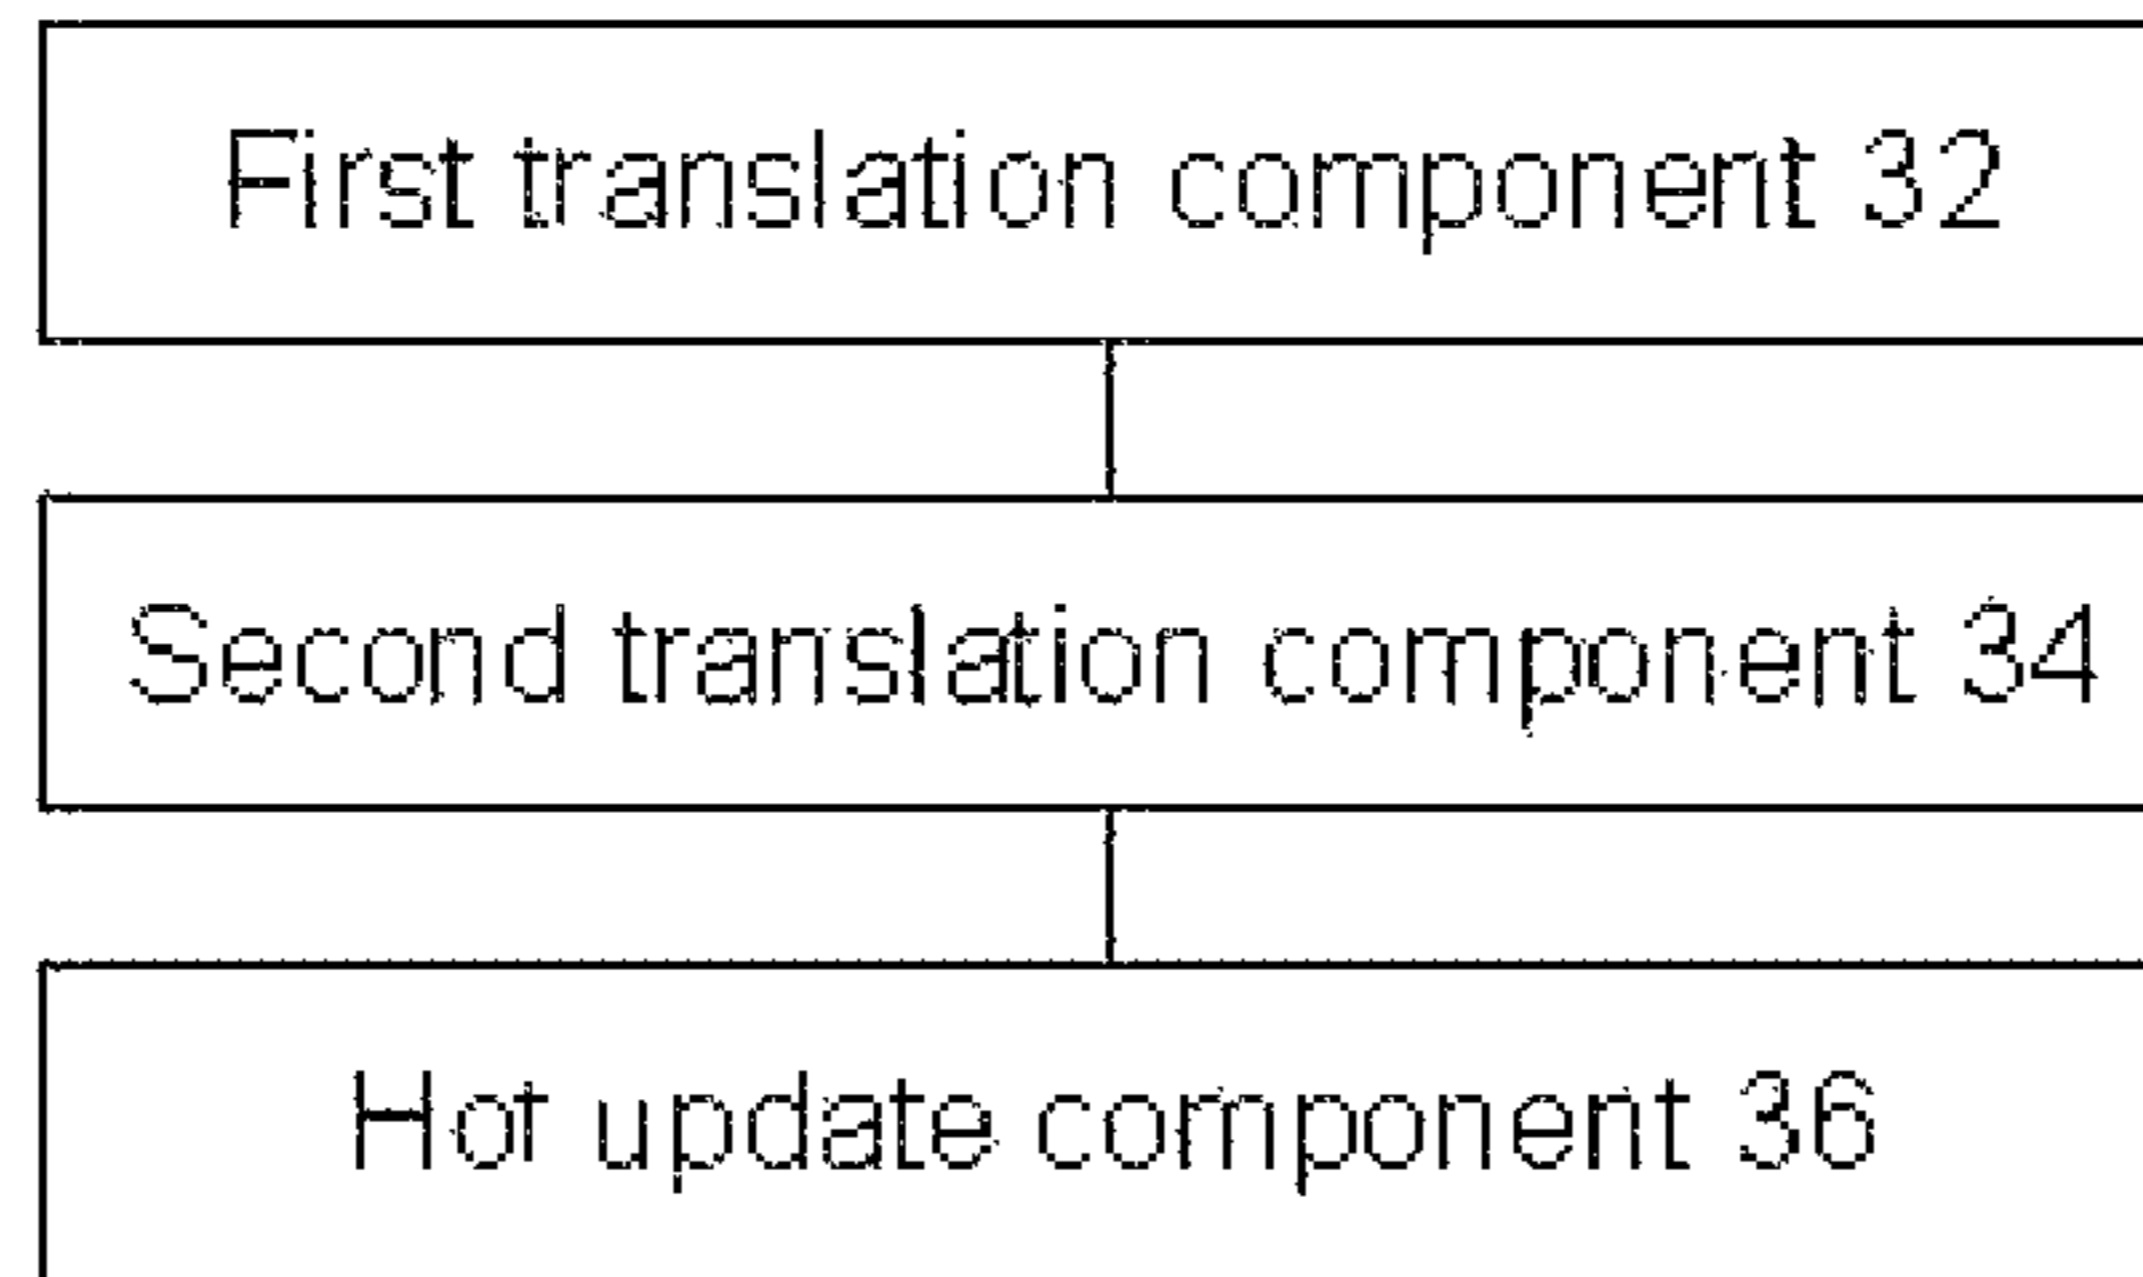 First translation component 32
Second translation component 34
Hot update component 36